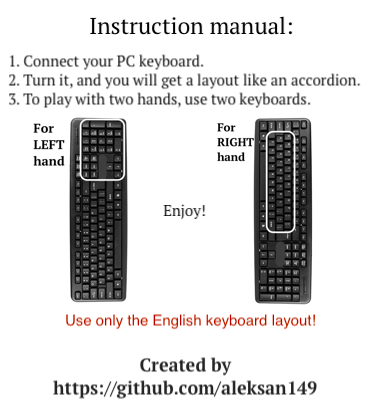 Instruction manual:
1. Connect your PC keyboard.
2. Turn it, and you will get a layout like an accordion.
3. To play with two hands, use two keyboards.
For
LEFT
hand
For
RIGHT
hand
Enjoy!
Use only the English keyboard layout!
Created by
https://github.com/aleksan149